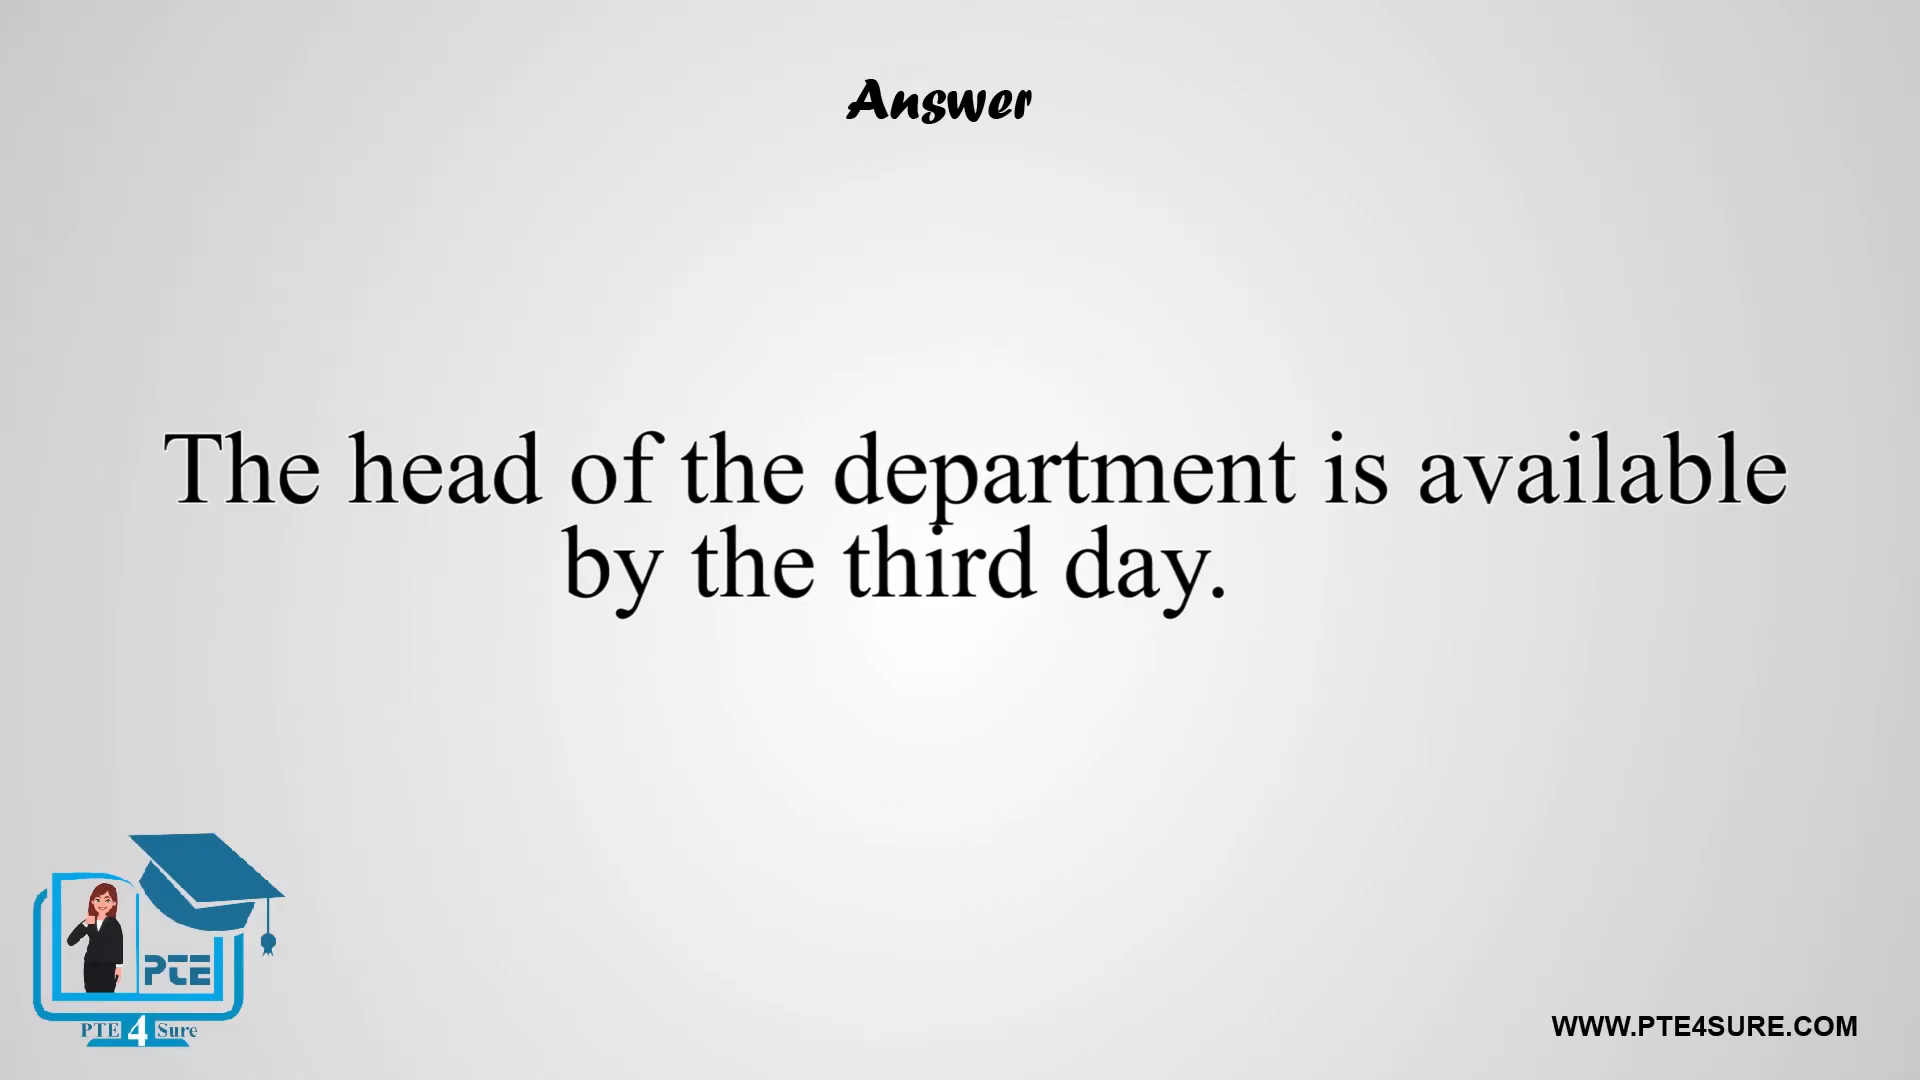 Answer
The head of the department is available
by the third day.
PTE
PTE 4 Sure
WWW.PTE4SURE.COM